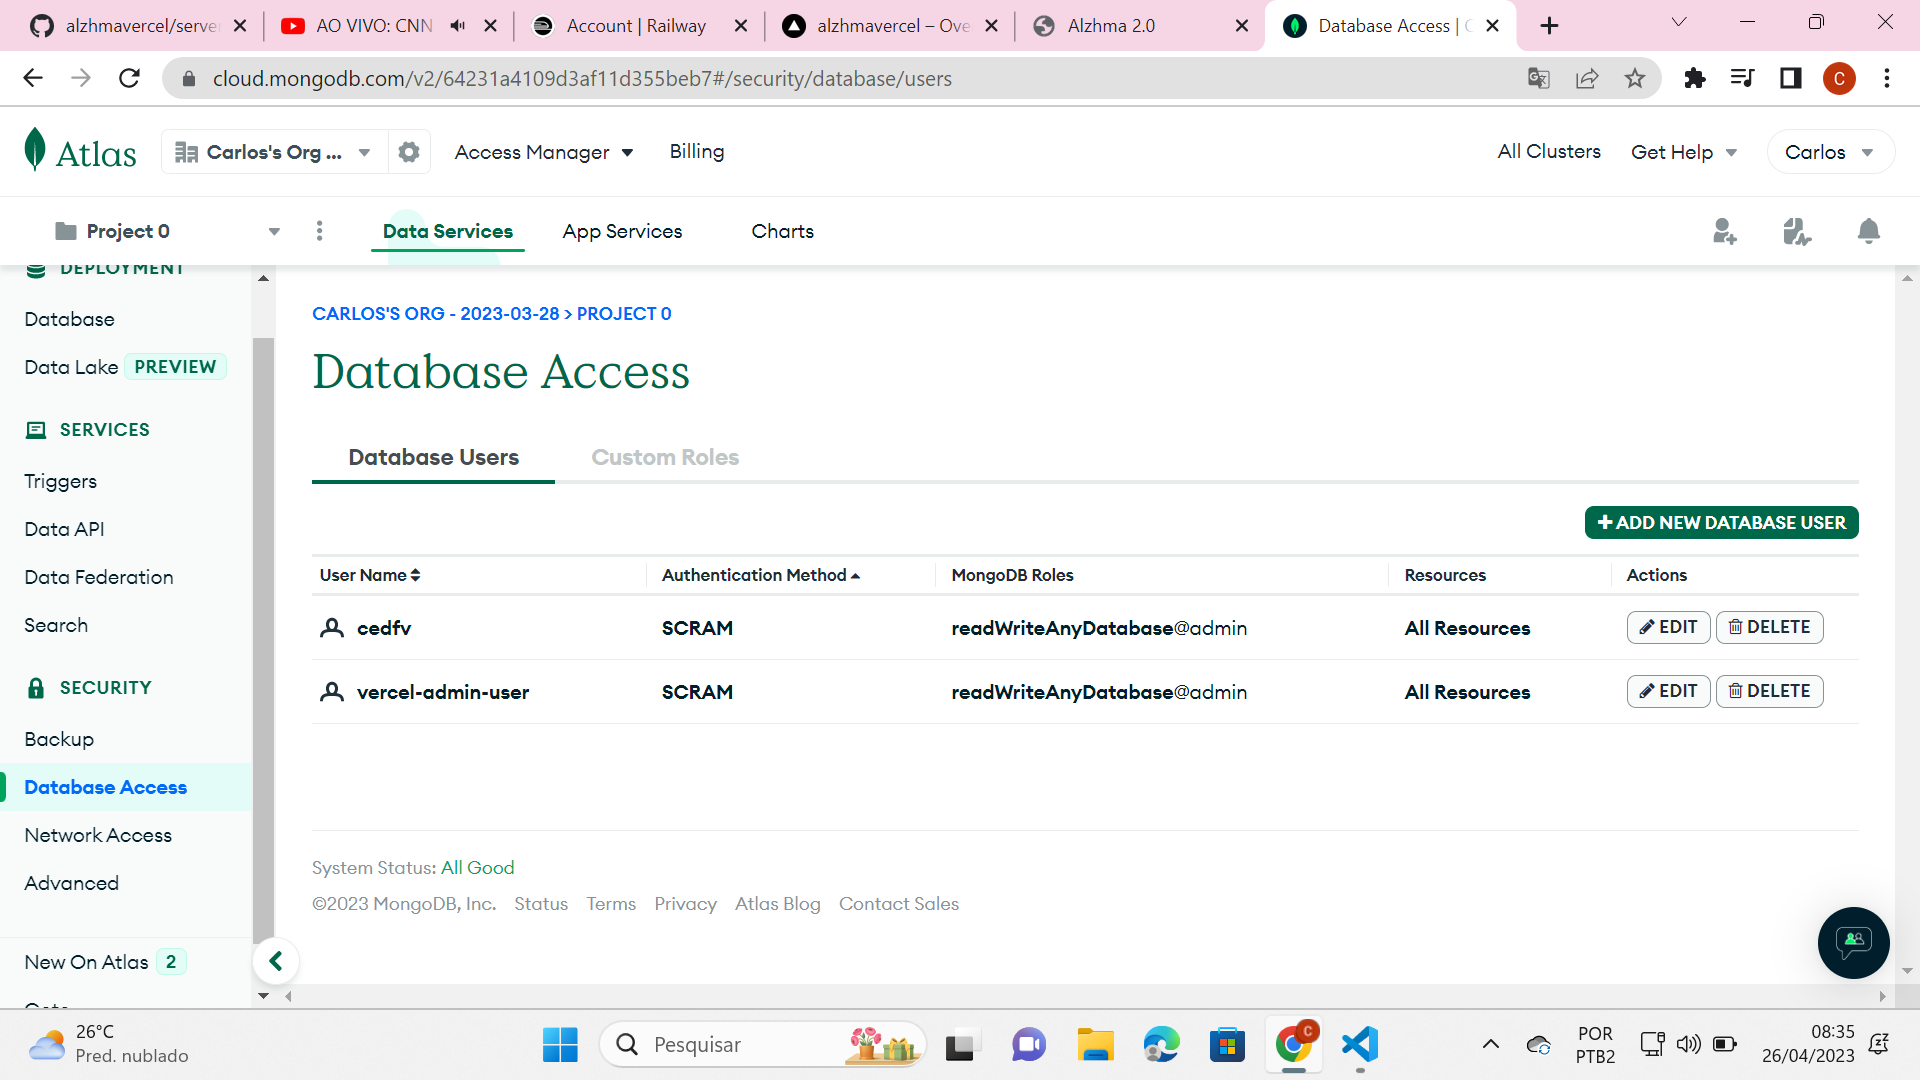 alzhmavercel/server
AO VIVO: CNN
Account | Railway
alzhmavercel – Ove
Alzhma 2.0
Database Access |
cloud.mongodb.com/v2/64231a4109d3af11d355beb7#/security/database/users
C
Atlas
Carlos's Org ...
Access Manager
Billing
All Clusters
Get Help
Carlos
Project 0
Data Services
App Services
Charts
DEPLOYMENT
Database
Data Lake PREVIEW
SERVICES
Triggers
Data API
Data Federation
Search
SECURITY
Backup
Database Access
Network Access
Advanced
New On Atlas 2
CARLOS'S ORG - 2023-03-28 > PROJECT 0
Database Access
Database Users
Custom Roles
+ ADD NEW DATABASE USER
User Name Authentication Method MongoDB Roles Resources Actions
cedfv SCRAM readWriteAnyDatabase@admin All Resources EDIT DELETE
vercel-admin-user SCRAM readWriteAnyDatabase@admin All Resources EDIT DELETE
System Status: All Good
©2023 MongoDB, Inc. Status Terms Privacy Atlas Blog Contact Sales
26°C
Pred. nublado
Pesquisar
C
POR
PTB2
08:35
26/04/2023